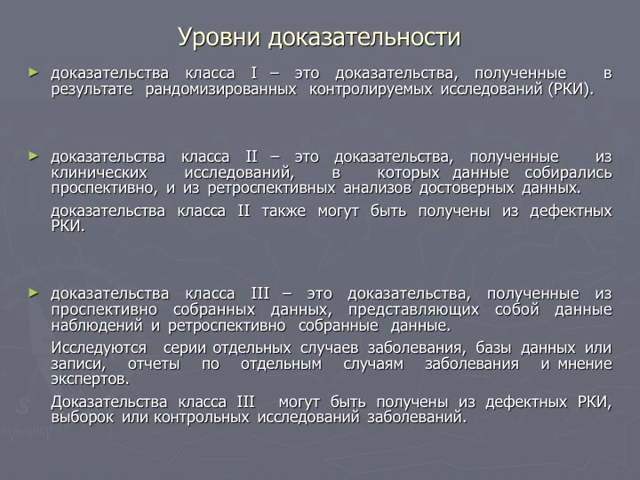 Уровни доказательности
► доказательства класса I – это доказательства, полученные в
результате рандомизированных контролируемых исследований (РКИ).
► доказательства класса II – это доказательства, полученные из
клинических исследований, в которых данные собирались
проспективно, и из ретроспективных анализов достоверных данных.
доказательства класса II также могут быть получены из дефектных
РКИ.
► доказательства класса III – это доказательства, полученные из
проспективно собранных данных, представляющих собой данные
наблюдений и ретроспективно собранные данные.
Исследуются серии отдельных случаев заболевания, базы данных или
записи, отчеты по отдельным случаям заболевания и мнение
экспертов.
Доказательства класса III могут быть получены из дефектных РКИ,
выборок или контрольных исследований заболеваний.